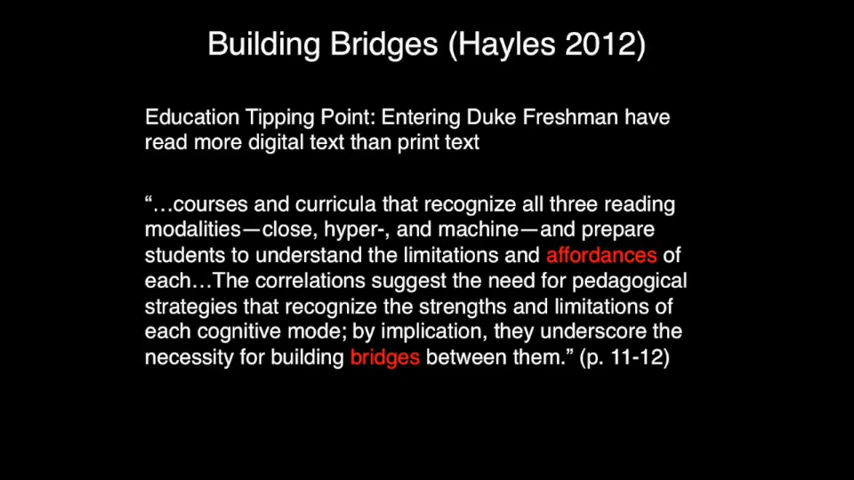 Building Bridges (Hayles 2012)
Education Tipping Point: Entering Duke Freshman have
read more digital text than print text
“…courses and curricula that recognize all three reading
modalities—close, hyper-, and machine—and prepare
students to understand the limitations and affordances of
each…The correlations suggest the need for pedagogical
strategies that recognize the strengths and limitations of
each cognitive mode; by implication, they underscore the
necessity for building bridges between them.” (p. 11-12)